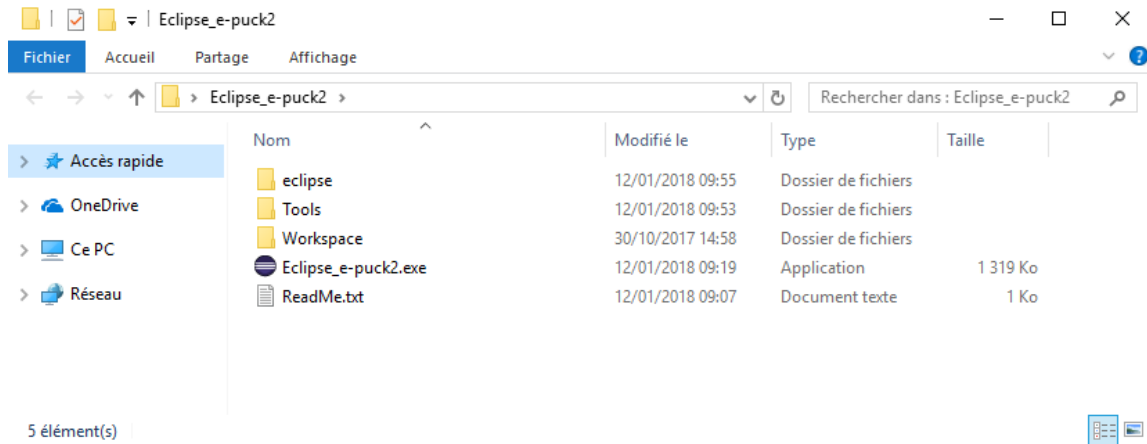 Eclipse_e-puck2
Fichier Accueil Partage Affichage
Eclipse_e-puck2 Rechercher dans : Eclipse_e-puck2
Nom Modifié le Type Taille
Accès rapide
OneDrive
Ce PC
Réseau
eclipse 12/01/2018 09:55 Dossier de fichiers
Tools 12/01/2018 09:53 Dossier de fichiers
Workspace 30/10/2017 14:58 Dossier de fichiers
Eclipse_e-puck2.exe 12/01/2018 09:19 Application 1 319 Ko
ReadMe.txt 12/01/2018 09:07 Document texte 1 Ko
5 élément(s)